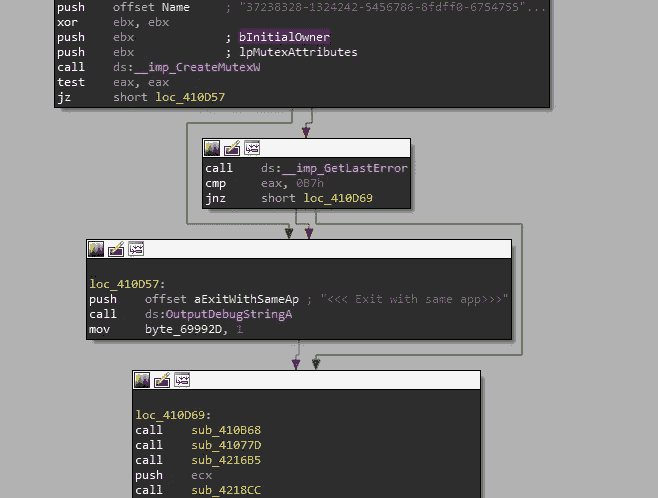 push offset Name ; "37238328-1324242-5456786-8fdff0-6754755"...
xor ebx, ebx
push ebx ; bInitialOwner
push ebx ; lpMutexAttributes
call ds:__imp_CreateMutexW
test eax, eax
jz short loc_410D57
call ds:__imp_GetLastError
cmp eax, 0B7h
jnz short loc_410D69
loc_410D57:
push offset aExitWithSameAp ; "<<< Exit with same app>>>"
call ds:OutputDebugStringA
mov byte_69992D, 1
loc_410D69:
call sub_410B68
call sub_41077D
call sub_4216B5
push ecx
call sub_4218CC